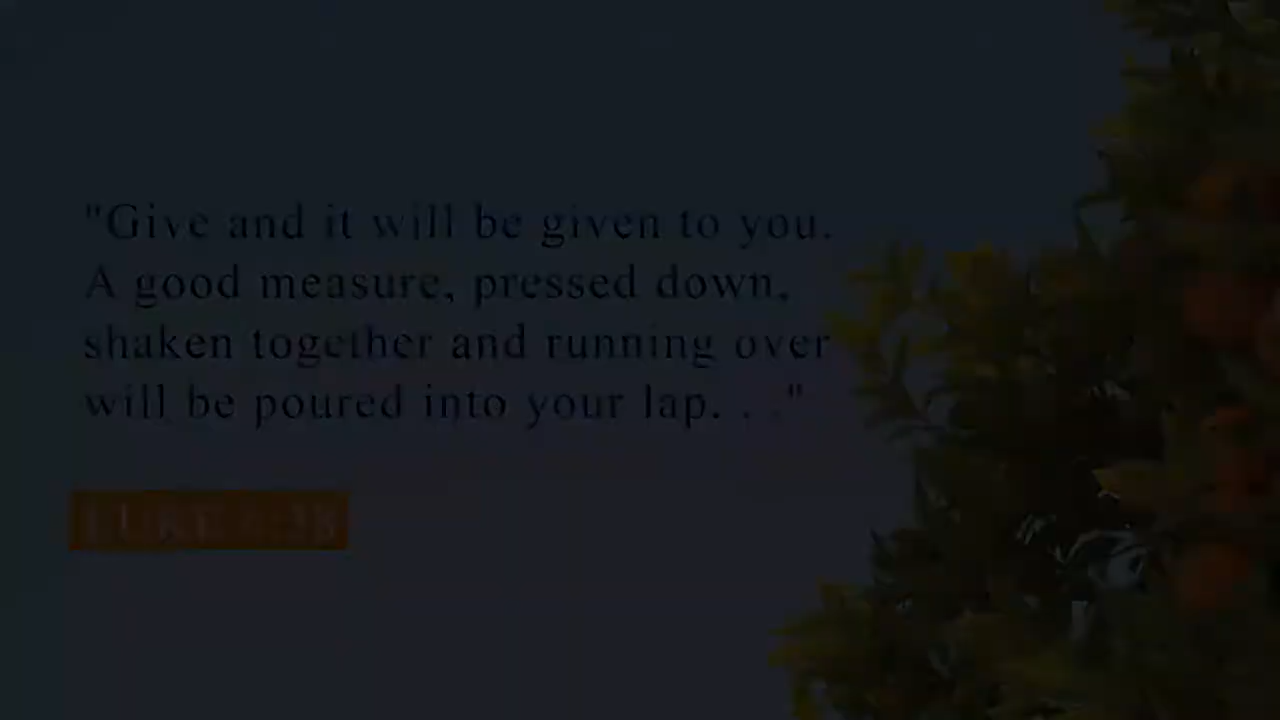 "Give and it will be given to you.
A good measure, pressed down,
shaken together and running over
will be poured into your lap. . ."
LUKE 6:38